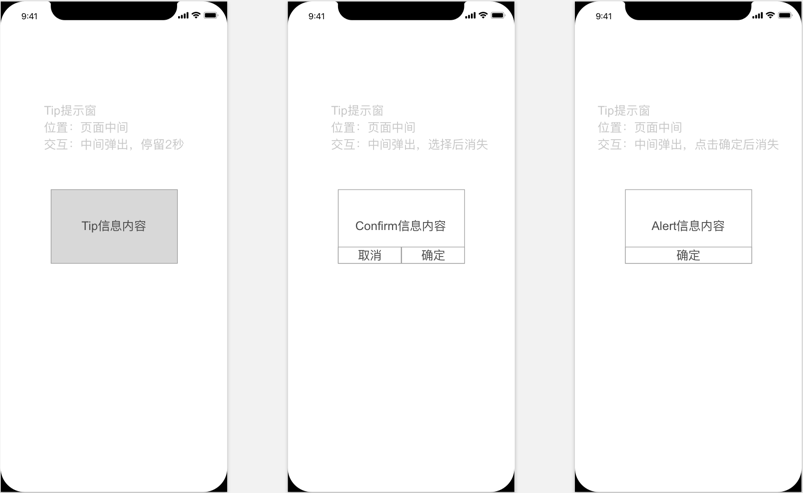 9:41
Tip提示窗
位置：页面中间
交互：中间弹出，停留2秒
Tip信息内容
9:41
Tip提示窗
位置：页面中间
交互：中间弹出，选择后消失
Confirm信息内容
取消
确定
9:41
Tip提示窗
位置：页面中间
交互：中间弹出，点击确定后消失
Alert信息内容
确定